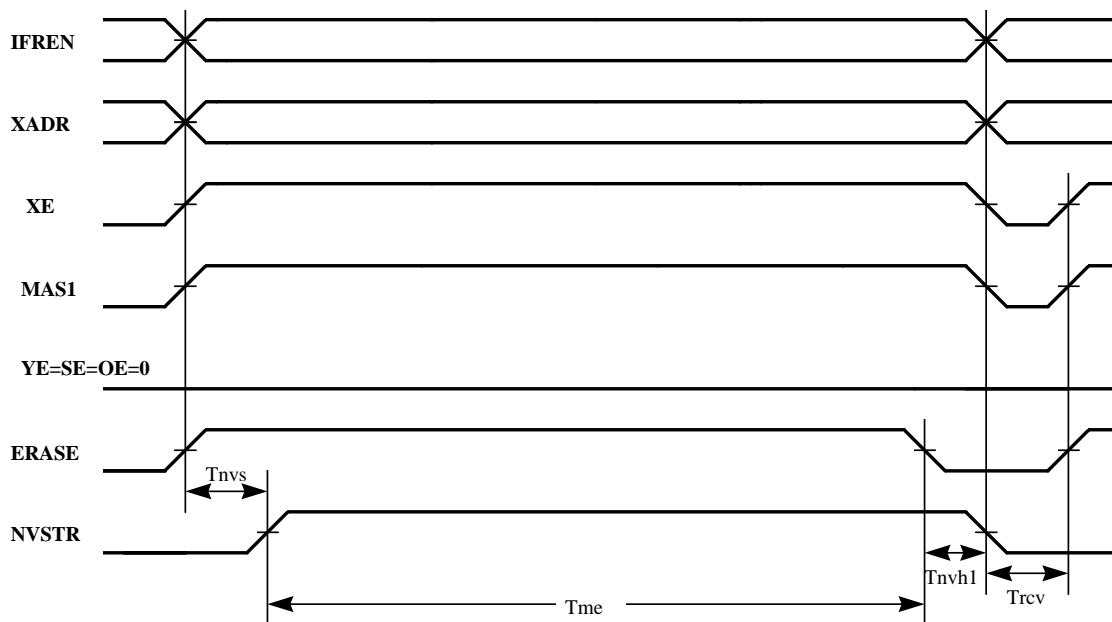 IFREN
XADR
XE
MAS1
YE=SE=OE=0
ERASE
Tnvs
NVSTR
Tnvh1
Trcv
Tme